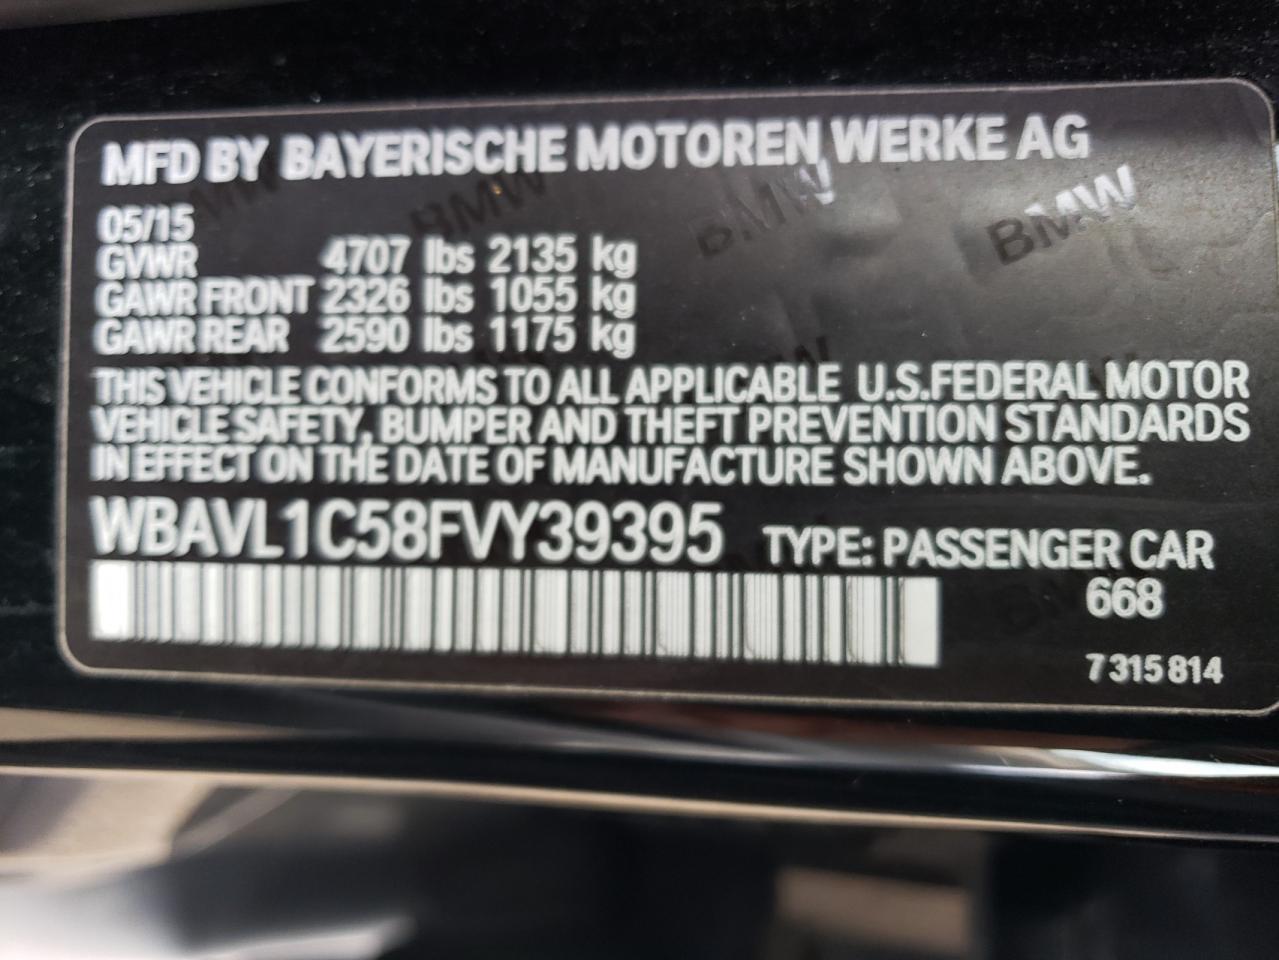 MFD BY BAYERISCHE MOTOREN WERKE AG
05/15
GVWR 4707 lbs 2135 kg
GAWR FRONT 2326 lbs 1055 kg
GAWR REAR 2590 lbs 1175 kg
THIS VEHICLE CONFORMS TO ALL APPLICABLE U.S.FEDERAL MOTOR
VEHICLE SAFETY, BUMPER AND THEFT PREVENTION STANDARDS
IN EFFECT ON THE DATE OF MANUFACTURE SHOWN ABOVE.
WBAVL1C58FVY39395 TYPE: PASSENGER CAR
668
7 315 814
BMW BMW BMW